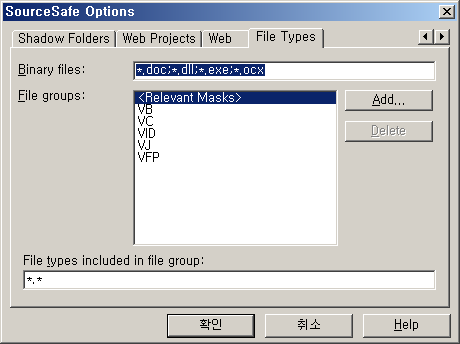 SourceSafe Options
Shadow Folders Web Projects Web File Types
Binary files: *.doc;*.dll;*.exe;*.ocx
File groups: <Relevant Masks>
VB
VC
VID
VJ
VFP
Add...
Delete
File types included in file group:
*.*
확인 취소 Help